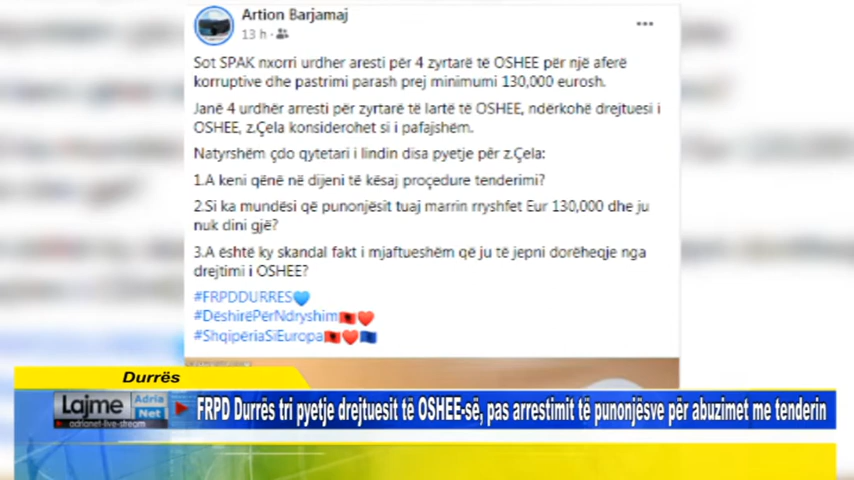 Artion Barjamaj
13 h
Sot SPAK nxorri urdher aresti për 4 zyrtarë të OSHEE për një aferë
korruptive dhe pastrimi parash prej minimumi 130,000 eurosh.
Janë 4 urdhër arresti për zyrtarë të lartë të OSHEE, ndërkohë drejtuesi i
OSHEE, z.Çela konsiderohet si i pafajshëm.
Natyrshëm çdo qytetari i lindin disa pyetje për z.Çela:
1.A keni qënë në dijeni të kësaj proçedure tenderimi?
2.Si ka mundësi që punonjësit tuaj marrin rryshfet Eur 130,000 dhe ju
nuk dini gjë?
3.A është ky skandal fakt i mjaftueshëm që ju të jepni dorëheqje nga
drejtimi i OSHEE?
#FRPDDURRES💙
#DëshirëPërNdryshim🇦🇱❤️
#ShqipëriaSiEuropa🇦🇱❤️🇪🇺
Durrës
Lajme
Adria
Net
adrianet-live-stream
FRPD Durrës tri pyetje drejtuesit të OSHEE-së, pas arrestimit të punonjësve për abuzimet me tenderin